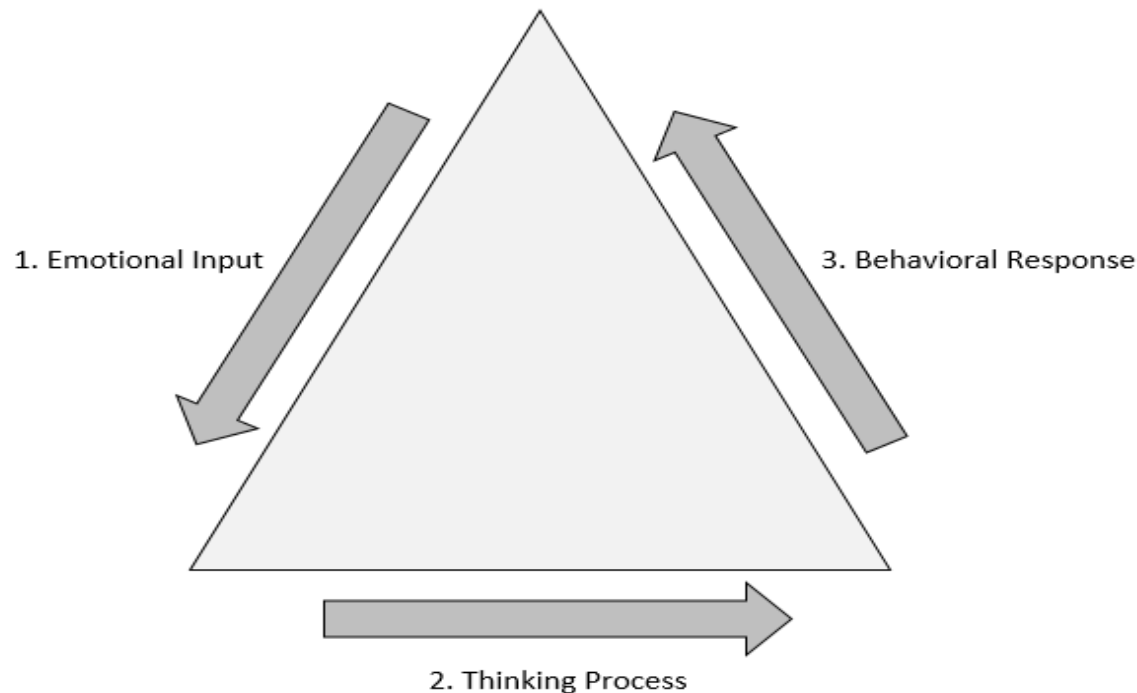 1. Emotional Input
3. Behavioral Response
2. Thinking Process